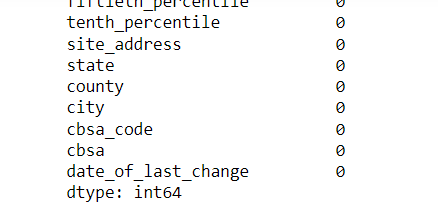 fiftieth_percentile 0
tenth_percentile 0
site_address 0
state 0
county 0
city 0
cbsa_code 0
cbsa 0
date_of_last_change 0
dtype: int64